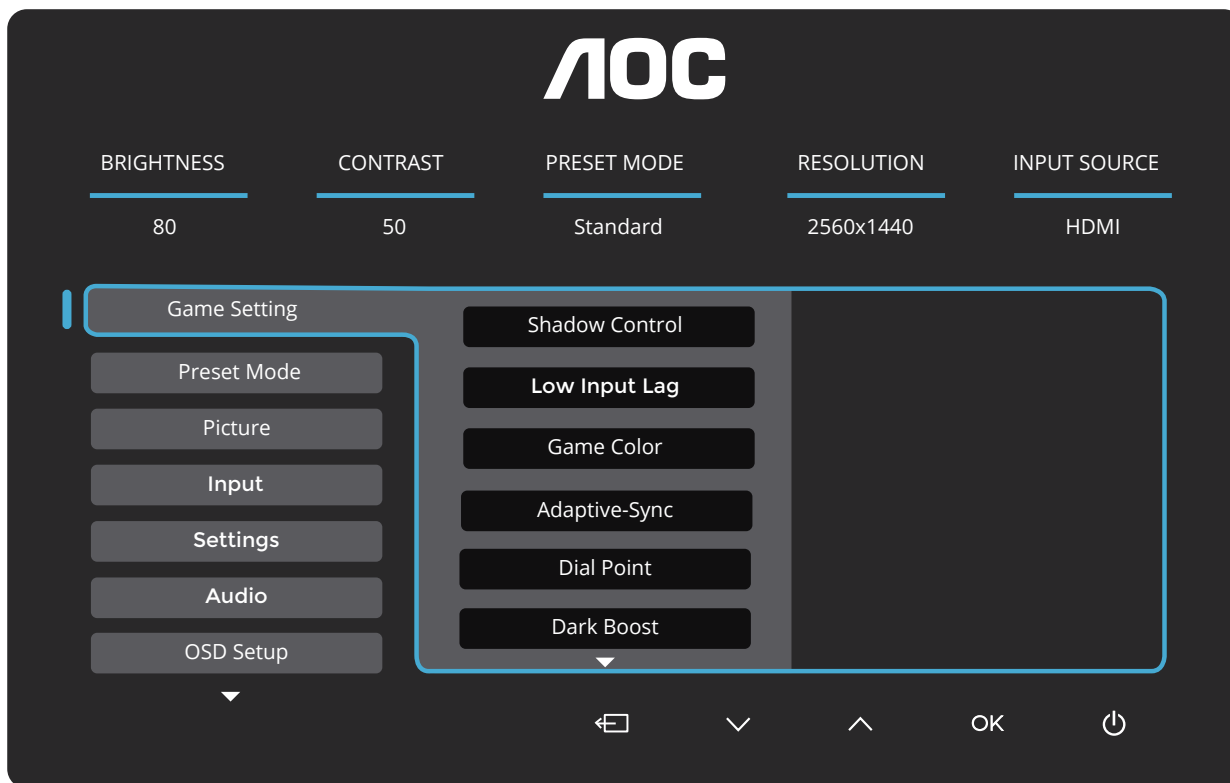 AOC
BRIGHTNESS CONTRAST PRESET MODE RESOLUTION INPUT SOURCE
80 50 Standard 2560x1440 HDMI
Game Setting
Preset Mode
Picture
Input
Settings
Audio
OSD Setup
Shadow Control
Low Input Lag
Game Color
Adaptive-Sync
Dial Point
Dark Boost
OK